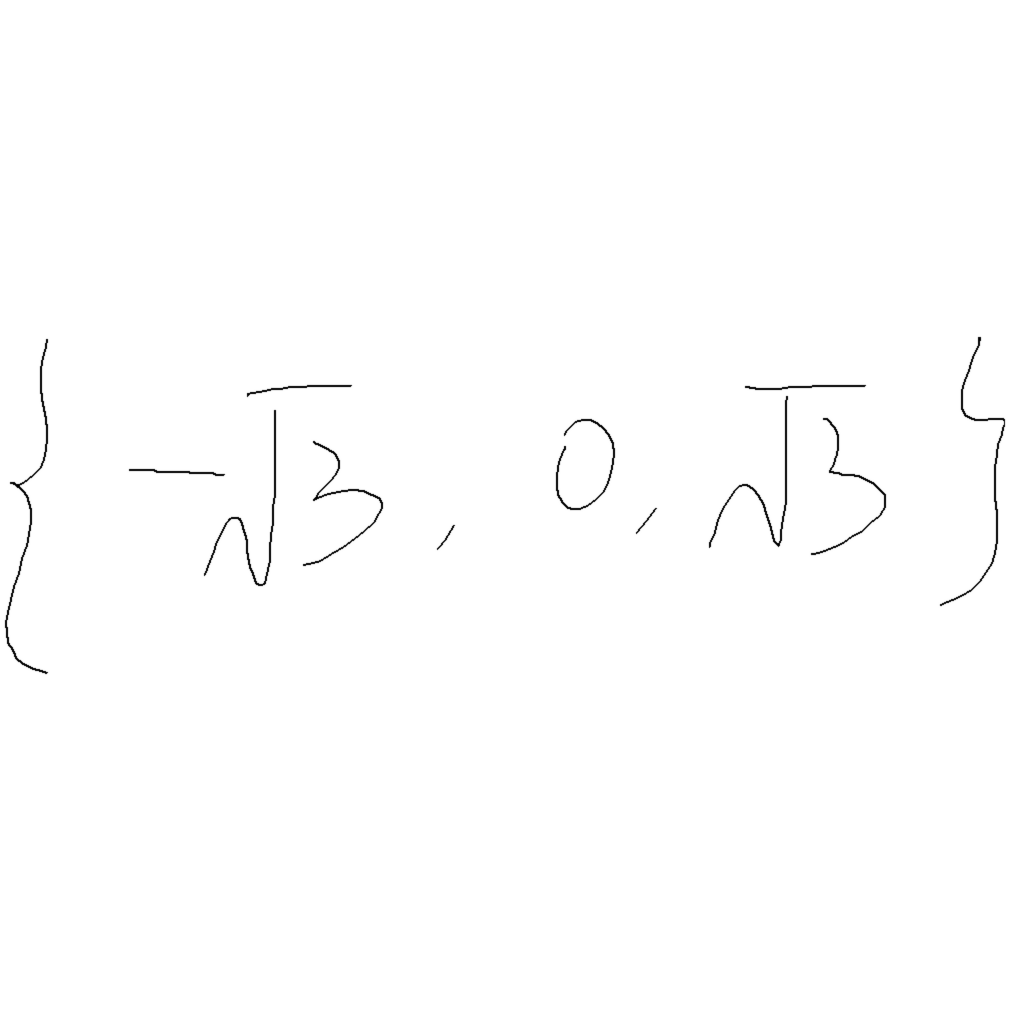 { -√3, 0, √3 }